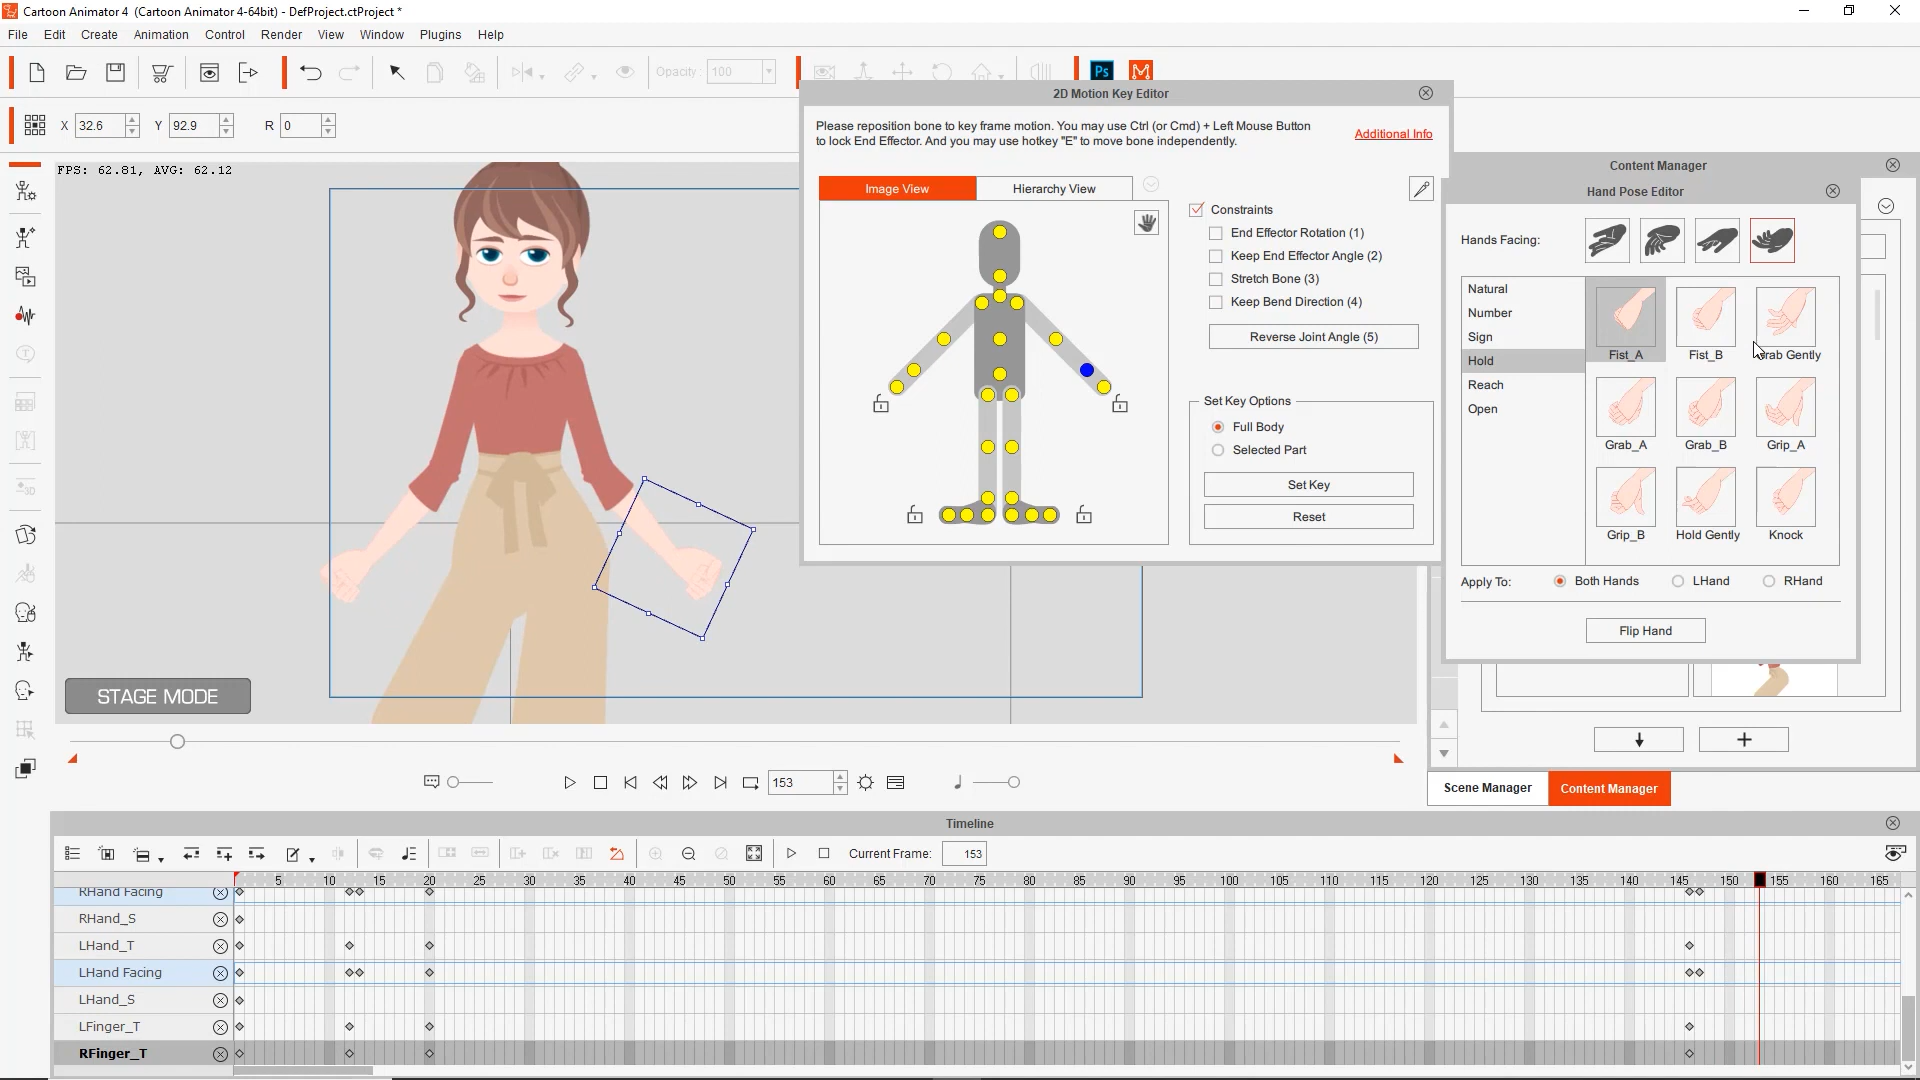 Cartoon Animator 4  (Cartoon Animator 4-64bit) - DefProject.ctProject *
File Edit Create Animation Control Render View Window Plugins Help
Opacity: 100
Ps
X 32.6 Y 92.9 R 0
FPS: 62.81, AVG: 62.12
STAGE MODE
2D Motion Key Editor
Please reposition bone to key frame motion. You may use Ctrl (or Cmd) + Left Mouse Button
to lock End Effector. And you may use hotkey "E" to move bone independently.
Additional Info
Image View
Hierarchy View
Constraints
End Effector Rotation (1)
Keep End Effector Angle (2)
Stretch Bone (3)
Keep Bend Direction (4)
Reverse Joint Angle (5)
Set Key Options
Full Body
Selected Part
Set Key
Reset
Content Manager
Hand Pose Editor
Hands Facing:
Natural
Number
Sign
Hold
Reach
Open
Fist_A Fist_B Grab Gently
Grab_A Grab_B Grip_A
Grip_B Hold Gently Knock
Apply To: Both Hands LHand RHand
Flip Hand
Scene Manager
Content Manager
153
Timeline
Current Frame: 153
5 10 15 20 25 30 35 40 45 50 55 60 65 70 75 80 85 90 95 100 105 110 115 120 125 130 135 140 145 150 155 160 165
RHand Facing
RHand_S
LHand_T
LHand Facing
LHand_S
LFinger_T
RFinger_T